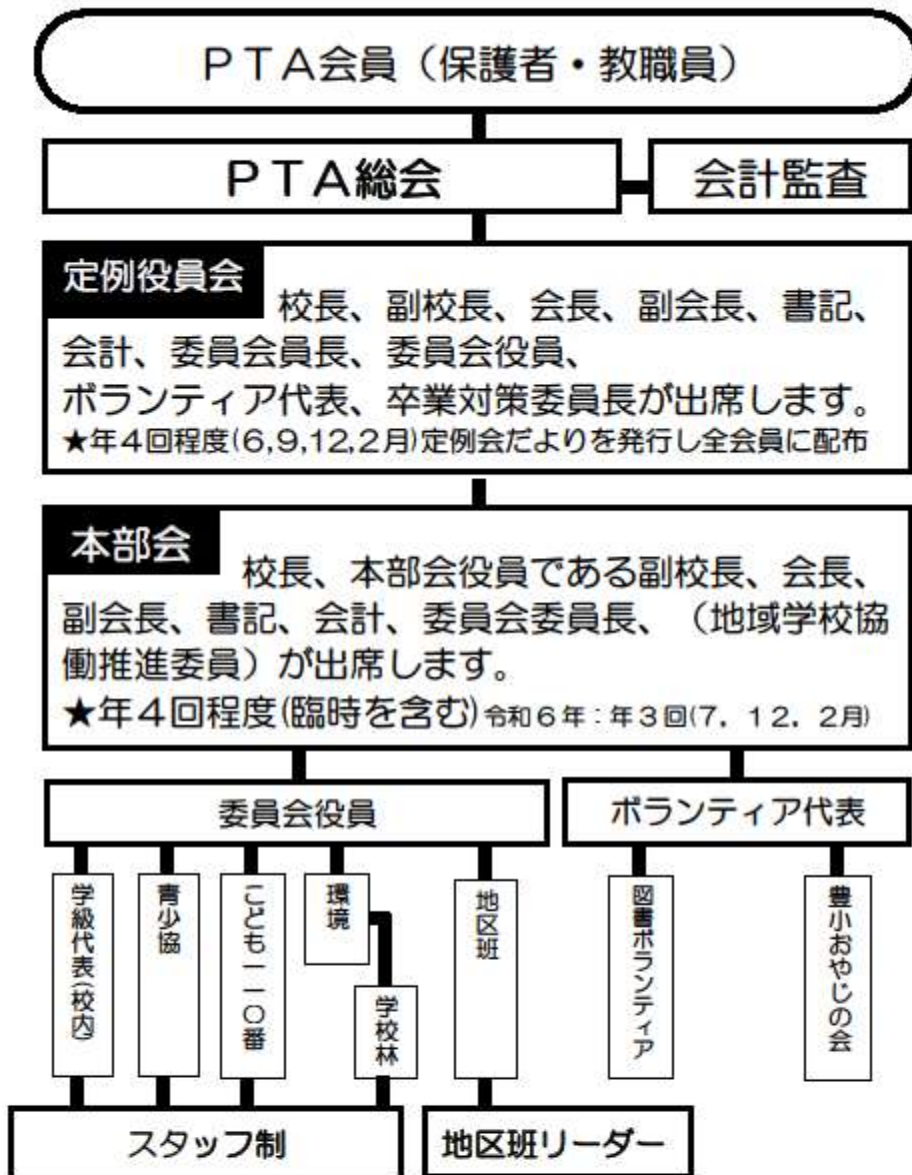 ＰＴＡ会員（保護者・教職員）
ＰＴＡ総会
会計監査
定例役員会
校長、副校長、会長、副会長、書記、
会計、委員会員長、委員会役員、
ボランティア代表、卒業対策委員長が出席します。
★年４回程度(6,9,12,2月)定例会だよりを発行し全会員に配布
本部会
校長、本部会役員である副校長、会長、
副会長、書記、会計、委員会委員長、（地域学校協
働推進委員）が出席します。
★年４回程度(臨時を含む)令和６年：年３回(7．１２．２月)
委員会役員
ボランティア代表
学級代表(校内)
青少協
こども一一〇番
環境
学校林
地区班
図書ボランティア
豊小おやじの会
スタッフ制
地区班リーダー